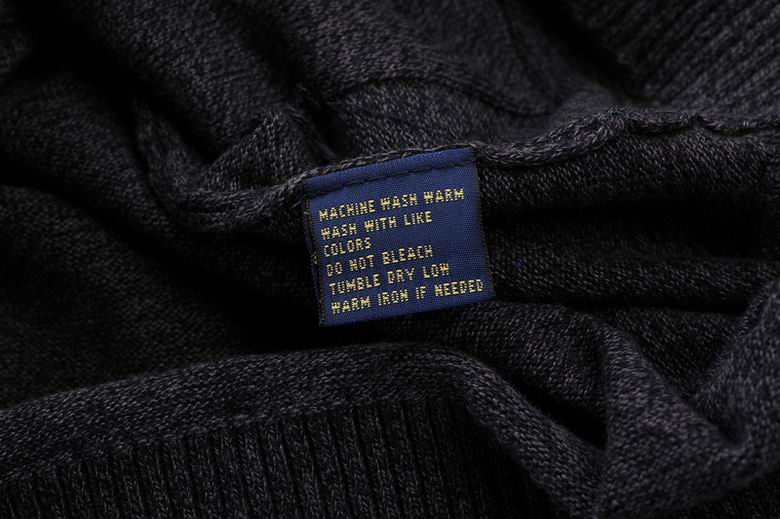 MACHINE WASH WARM
WASH WITH LIKE
COLORS
DO NOT BLEACH
TUMBLE DRY LOW
WARM IRON IF NEEDED